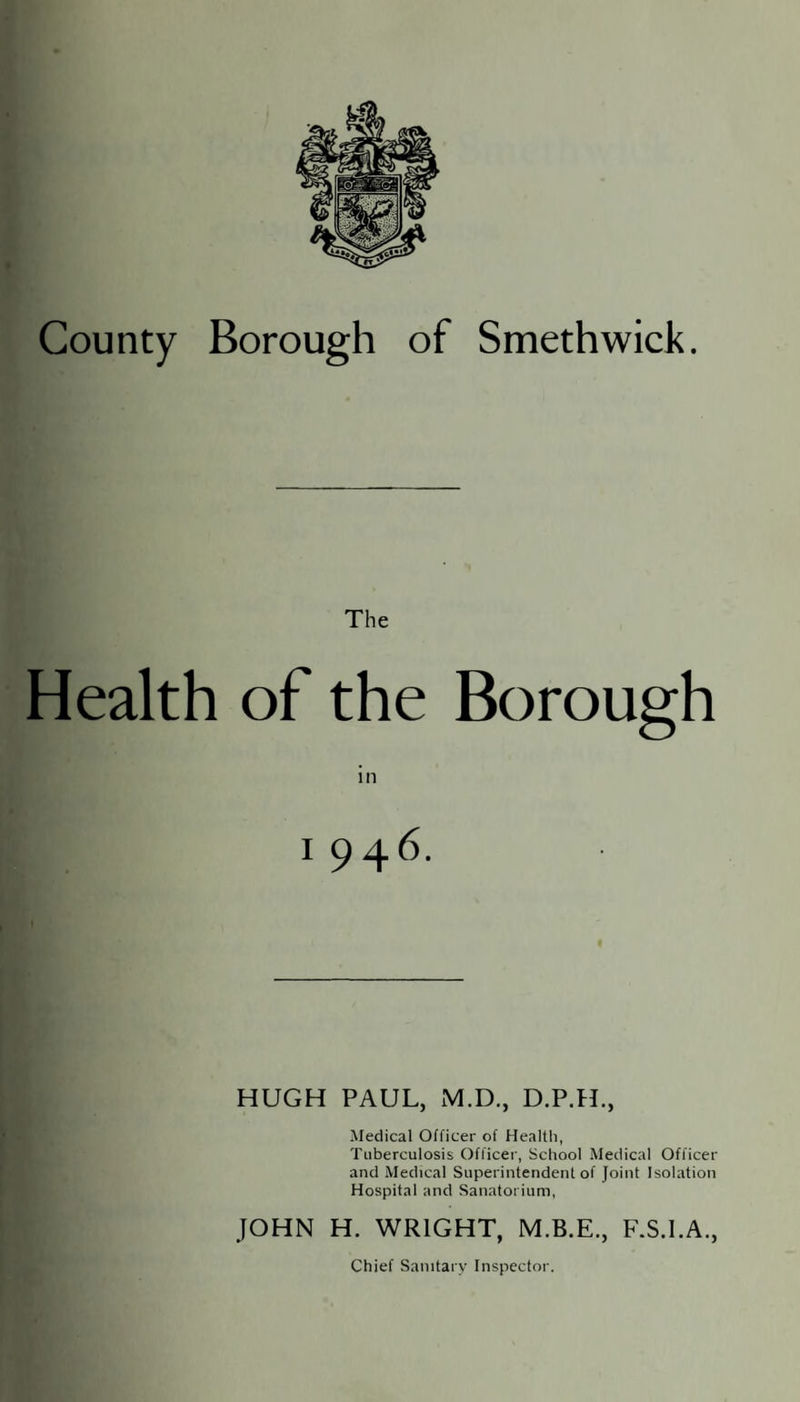 County Borough of Smethwick.
The
Health of the Borough
in
1946.
HUGH PAUL, M.D., D.P.H.,
Medical Officer of Health,
Tuberculosis Officer, School Medical Officer
and Medical Superintendent of Joint Isolation
Hospital and Sanatorium,
JOHN H. WRIGHT, M.B.E., F.S.I.A.,
Chief Sanitary Inspector.